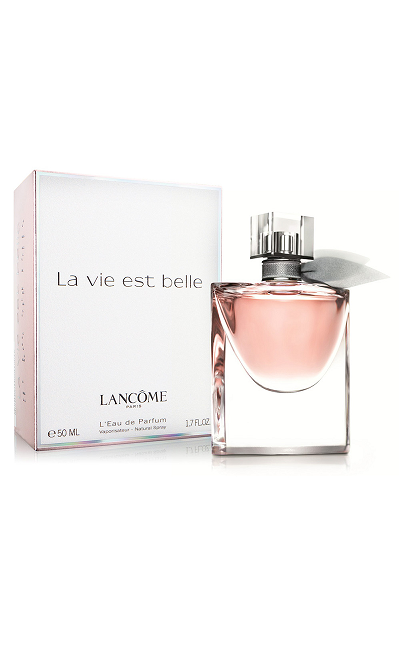 La vie est belle
LANCÔME
PARIS
L'Eau de Parfum
Vaporisateur - Natural Spray
℮ 50 ML 1.7 FL.OZ.